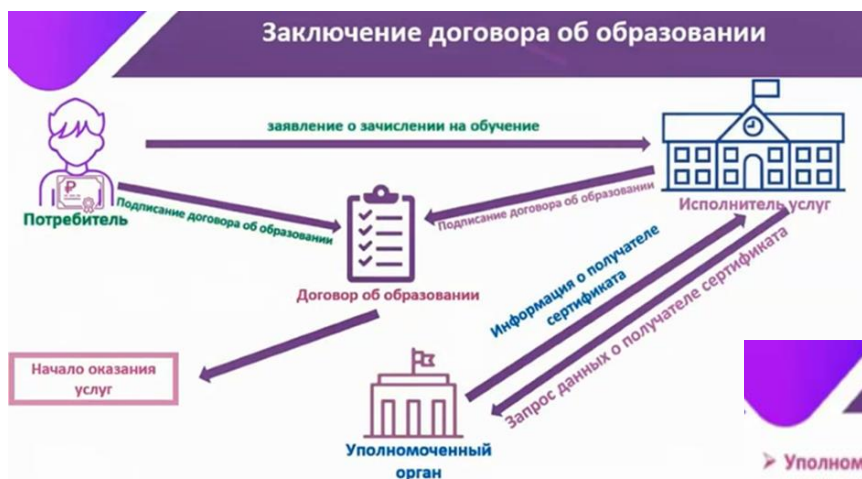 Заключение договора об образовании
заявление о зачислении на обучение
Потребитель
Подписание договора об образовании
Подписание договора об образовании
Исполнитель услуг
Договор об образовании
Информация о получателе
сертификата
Запрос данных о получателе сертификата
Начало оказания
услуг
Уполномоченный
орган
➢ Уполном